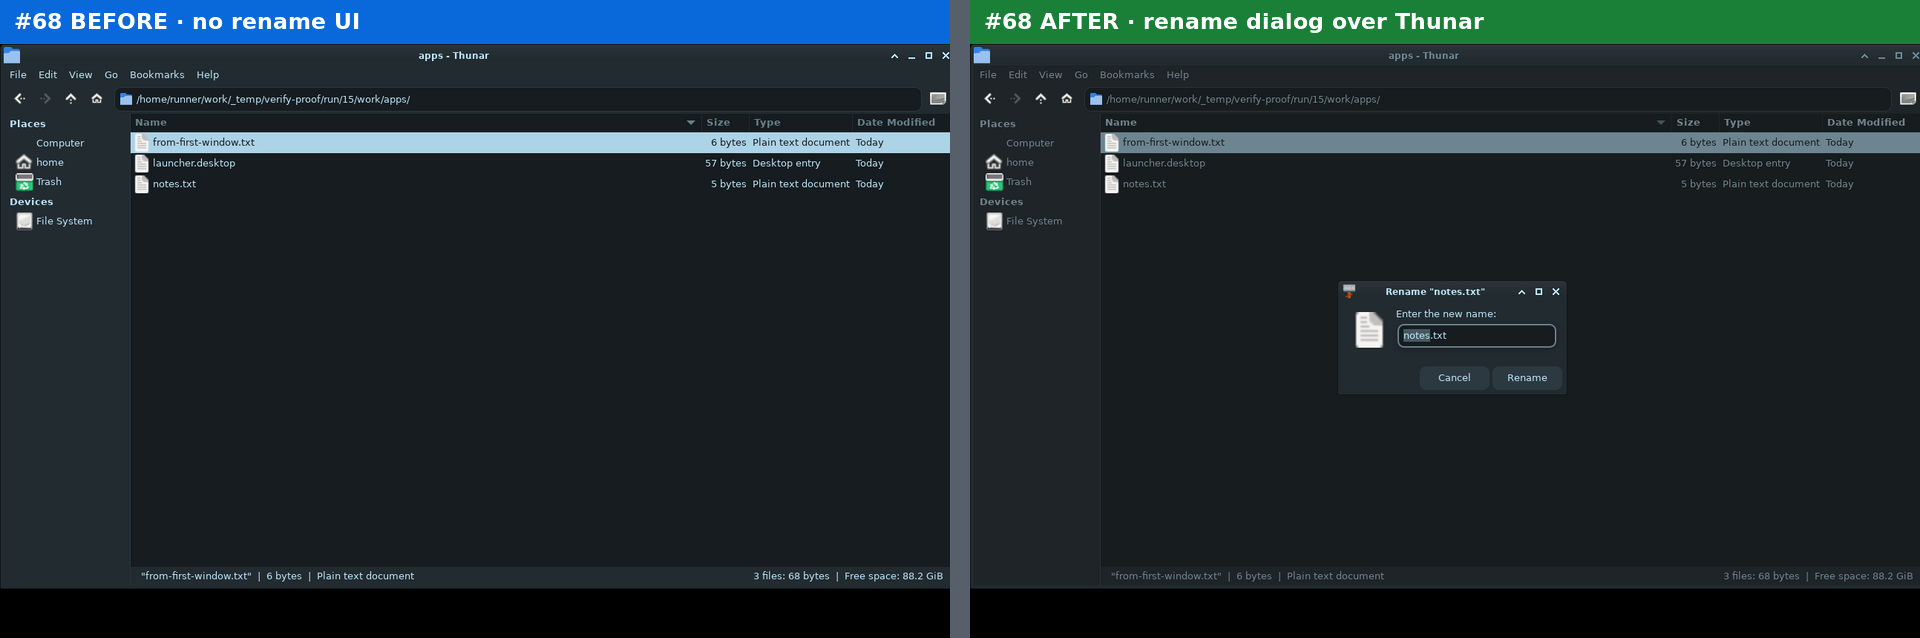 #68 BEFORE · no rename UI
apps - Thunar
File Edit View Go Bookmarks Help
/home/runner/work/_temp/verify-proof/run/15/work/apps/
Places
Computer
home
Trash
Devices
File System
Name Size Type Date Modified
from-first-window.txt 6 bytes Plain text document Today
launcher.desktop 57 bytes Desktop entry Today
notes.txt 5 bytes Plain text document Today
"from-first-window.txt" | 6 bytes | Plain text document 3 files: 68 bytes | Free space: 88.2 GiB
#68 AFTER · rename dialog over Thunar
apps - Thunar
File Edit View Go Bookmarks Help
/home/runner/work/_temp/verify-proof/run/15/work/apps/
Places
Computer
home
Trash
Devices
File System
Name Size Type Date Modified
from-first-window.txt 6 bytes Plain text document Today
launcher.desktop 57 bytes Desktop entry Today
notes.txt 5 bytes Plain text document Today
Rename "notes.txt"
Enter the new name:
notes.txt
Cancel Rename
"from-first-window.txt" | 6 bytes | Plain text document 3 files: 68 bytes | Free space: 88.2 GiB